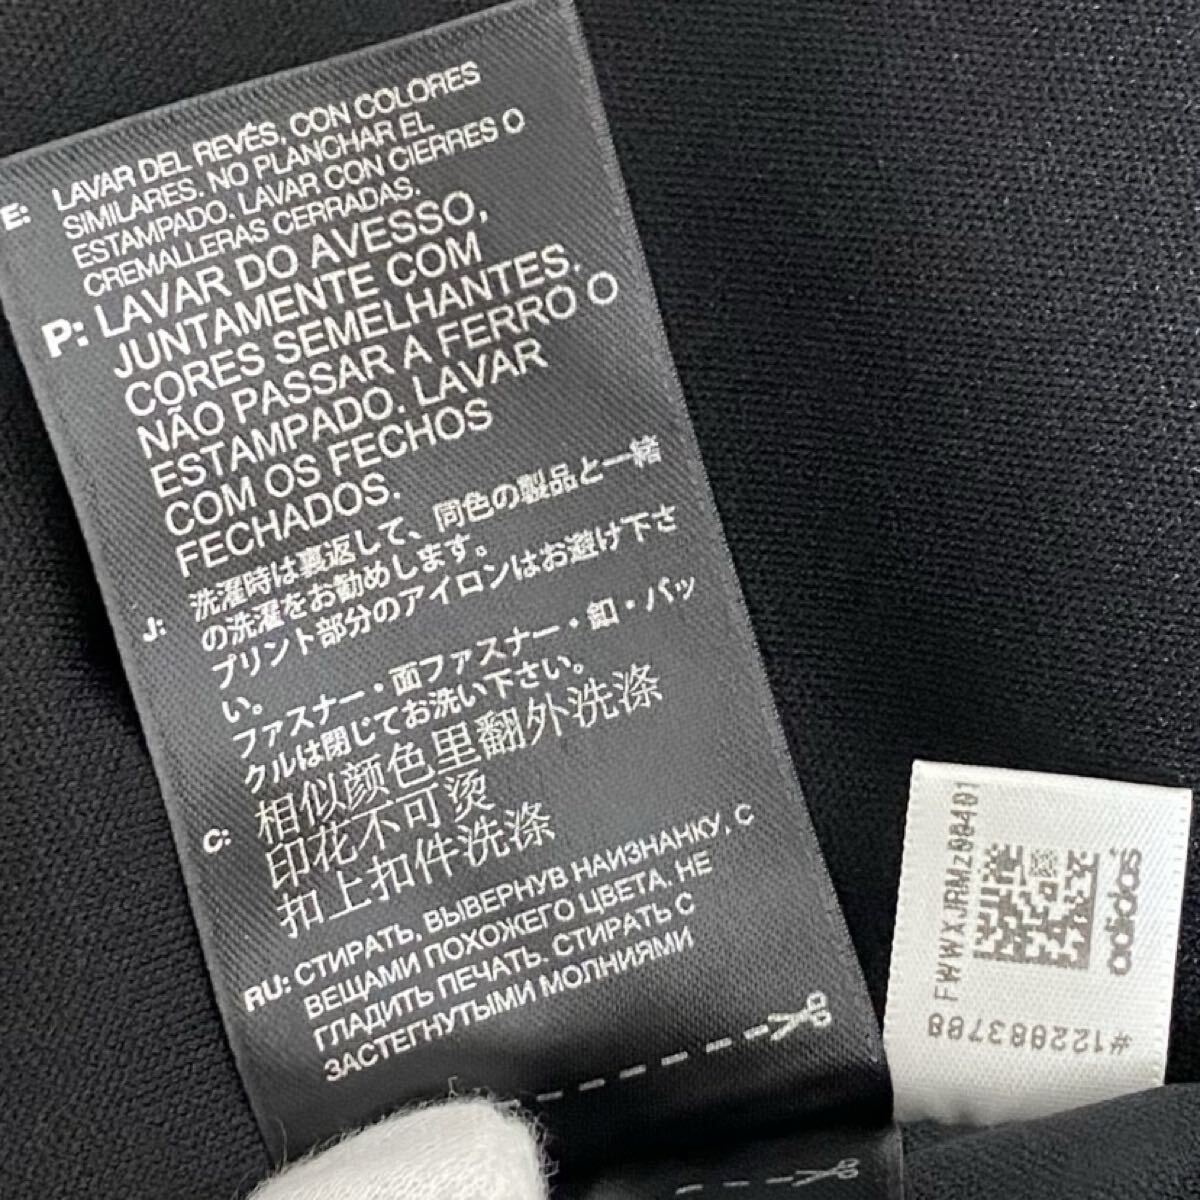 E: LAVAR DEL REVÉS, CON COLORES
SIMILARES. NO PLANCHAR EL
ESTAMPADO. LAVAR CON CIERRES O
CREMALLERAS CERRADAS.
P: LAVAR DO AVESSO,
JUNTAMENTE COM
CORES SEMELHANTES.
NÃO PASSAR A FERRO O
ESTAMPADO. LAVAR
COM OS FECHOS
FECHADOS.
J: 洗濯時は裏返して、同色の製品と一緒
の洗濯をお勧めします。
プリント部分のアイロンはお避け下さ
い。
ファスナー・面ファスナー・釦・バッ
クルは閉じてお洗い下さい。
C: 相似颜色里翻外洗涤
印花不可烫
扣上扣件洗涤
RU: СТИРАТЬ, ВЫВЕРНУВ НАИЗНАНКУ, С
ВЕЩАМИ ПОХОЖЕГО ЦВЕТА. НЕ
ГЛАДИТЬ ПЕЧАТЬ. СТИРАТЬ С
ЗАСТЕГНУТЫМИ МОЛНИЯМИ
adidas
#122083708